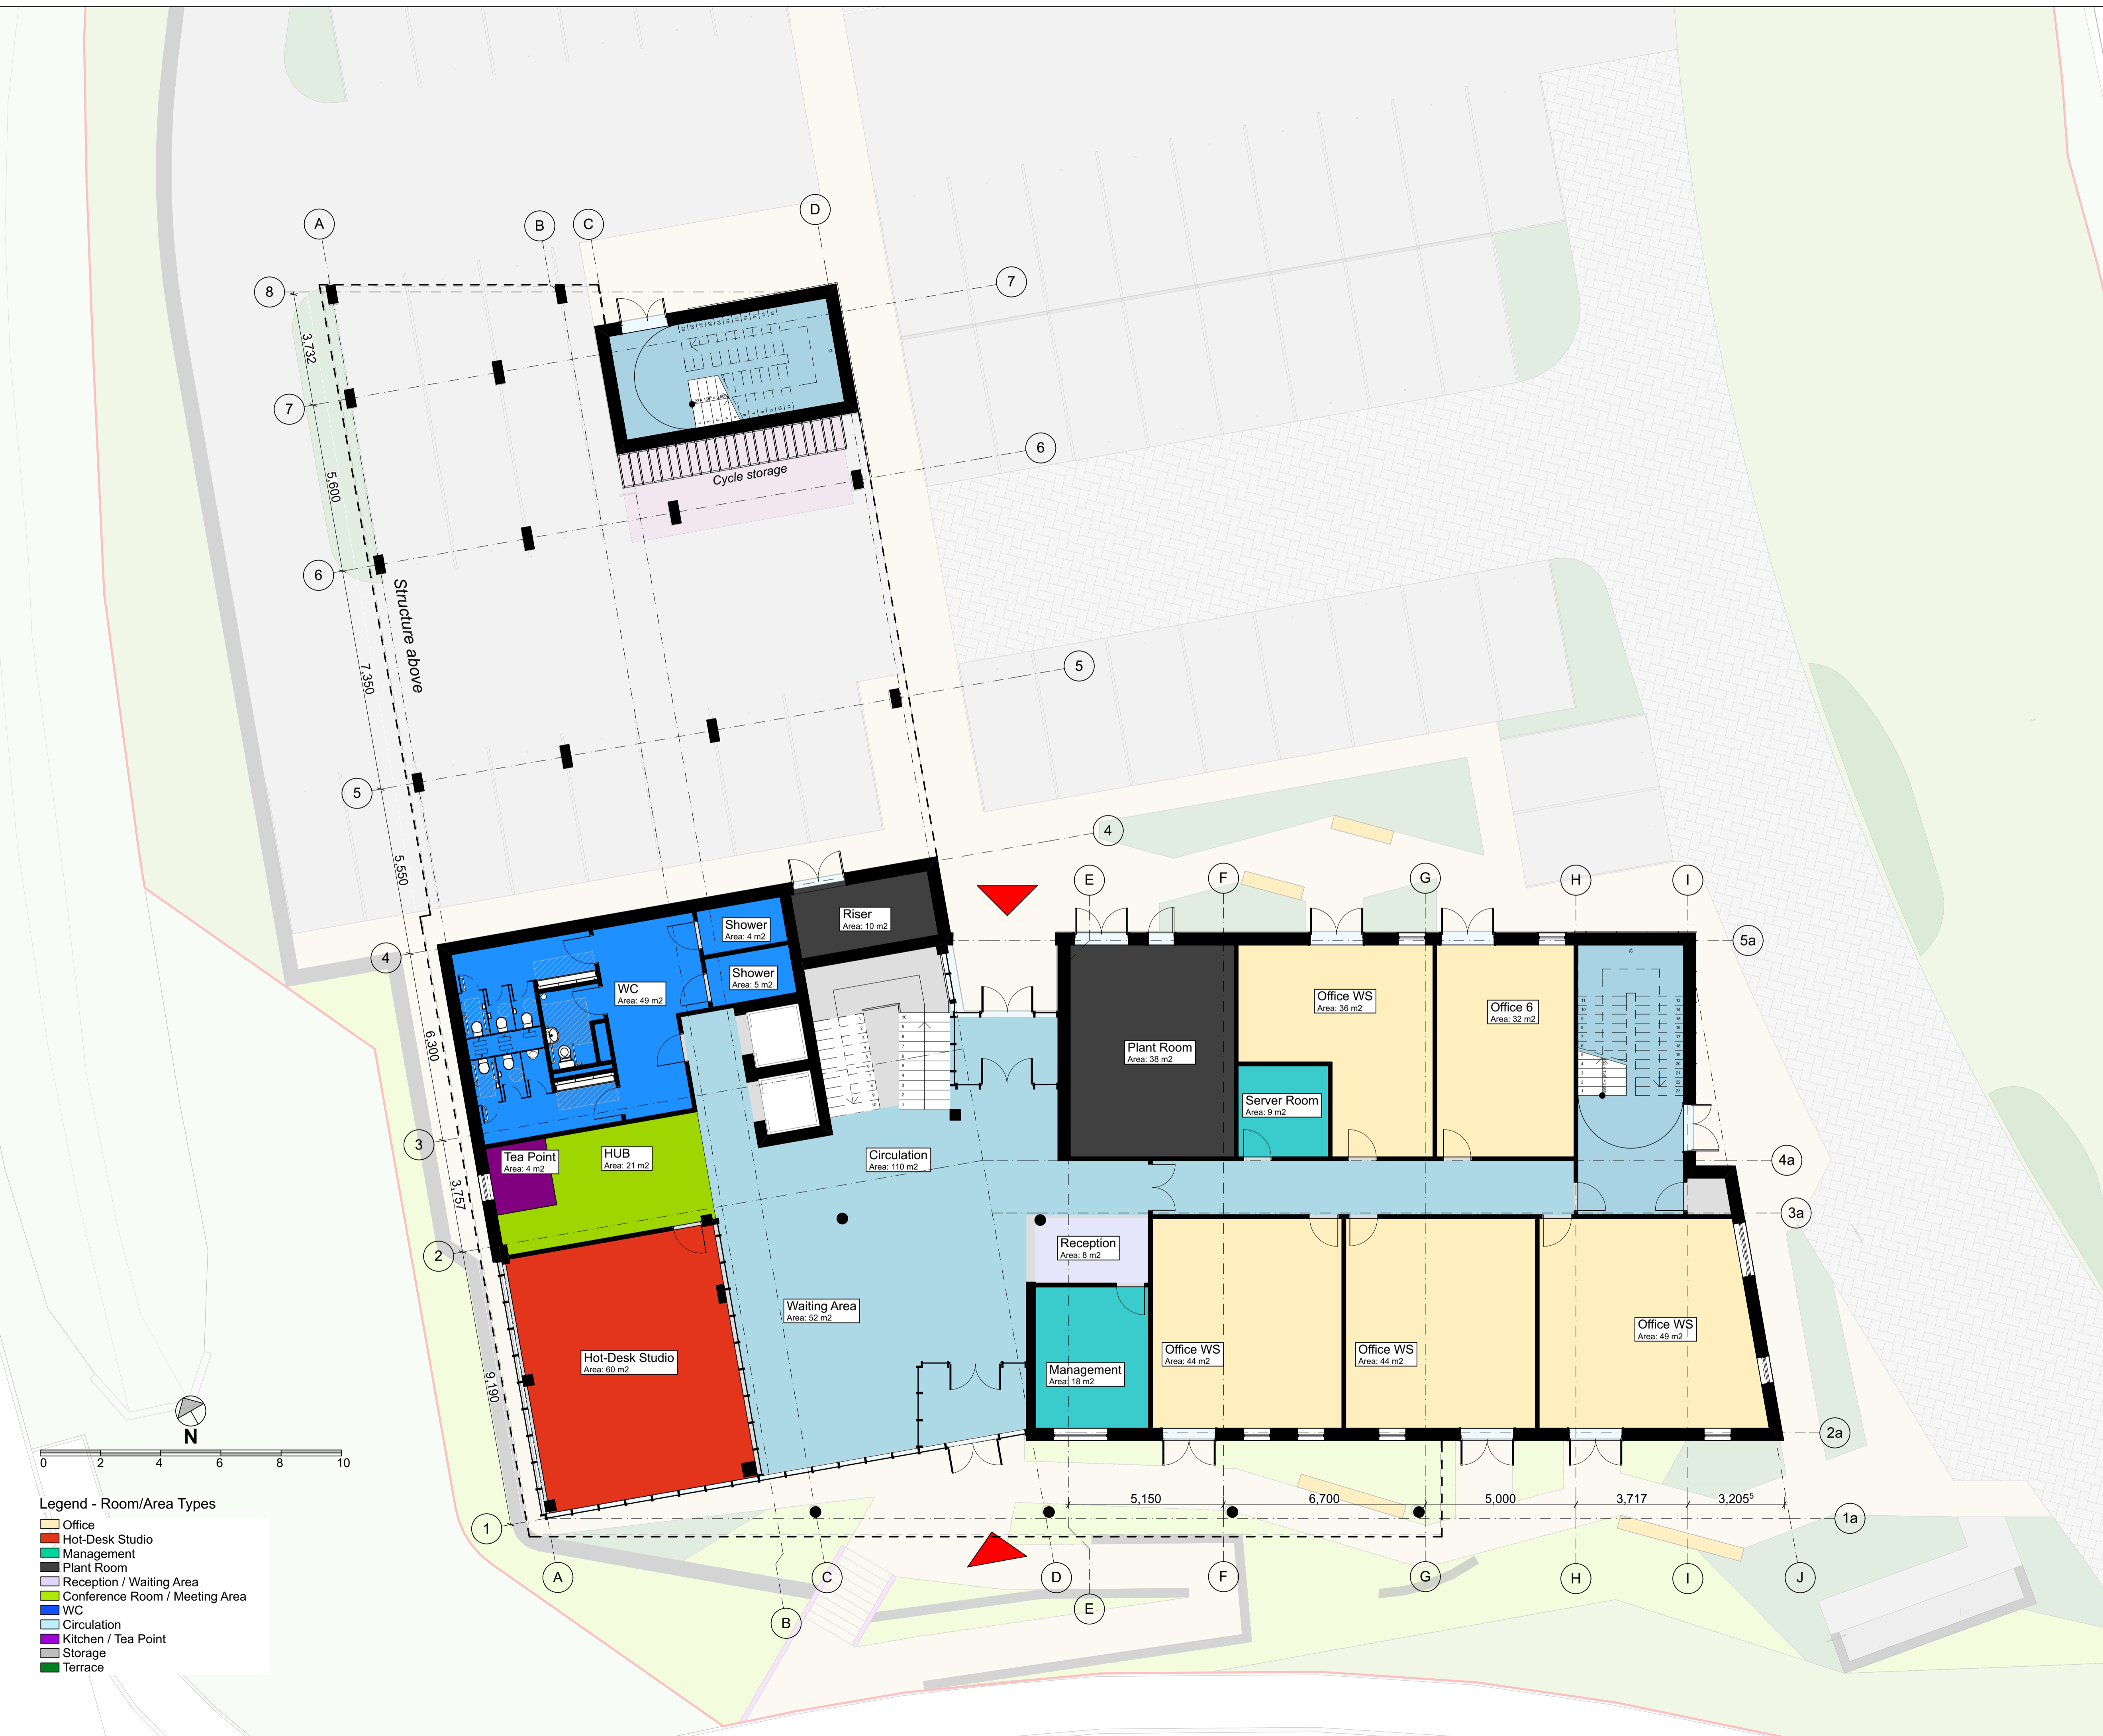 A
B
C
D
8
7
7
3,732
6
Cycle storage
5,600
6
Structure above
5
7,350
5
4
5,550
E
F
G
H
I
Riser
Area: 10 m2
Shower
Area: 4 m2
5a
4
Shower
Area: 5 m2
WC
Area: 49 m2
Office WS
Area: 36 m2
Office 6
Area: 32 m2
6,300
Plant Room
Area: 38 m2
Server Room
Area: 9 m2
3
Tea Point
Area: 4 m2
HUB
Area: 21 m2
Circulation
Area: 110 m2
4a
3,757
3a
2
Reception
Area: 8 m2
Waiting Area
Area: 52 m2
Office WS
Area: 49 m2
Hot-Desk Studio
Area: 60 m2
Office WS
Area: 44 m2
Office WS
Area: 44 m2
Management
Area: 18 m2
9,190
N
2a
0 2 4 6 8 10
5,150
6,700
5,000
3,717
3,205⁵
Legend - Room/Area Types
Office
Hot-Desk Studio
Management
Plant Room
Reception / Waiting Area
Conference Room / Meeting Area
WC
Circulation
Kitchen / Tea Point
Storage
Terrace
1
1a
A
C
D
F
G
H
I
J
B
E